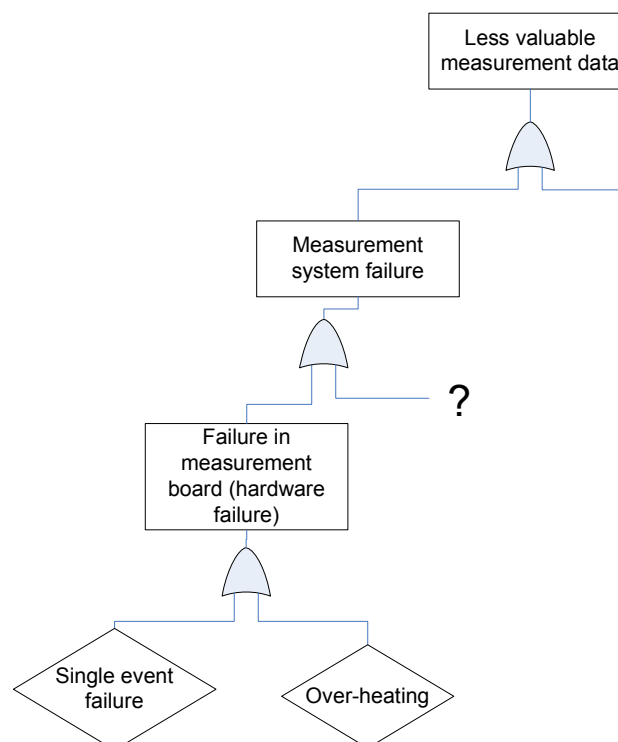 Less valuable
measurement data
Measurement
system failure
?
Failure in
measurement
board (hardware
failure)
Single event
failure
Over-heating